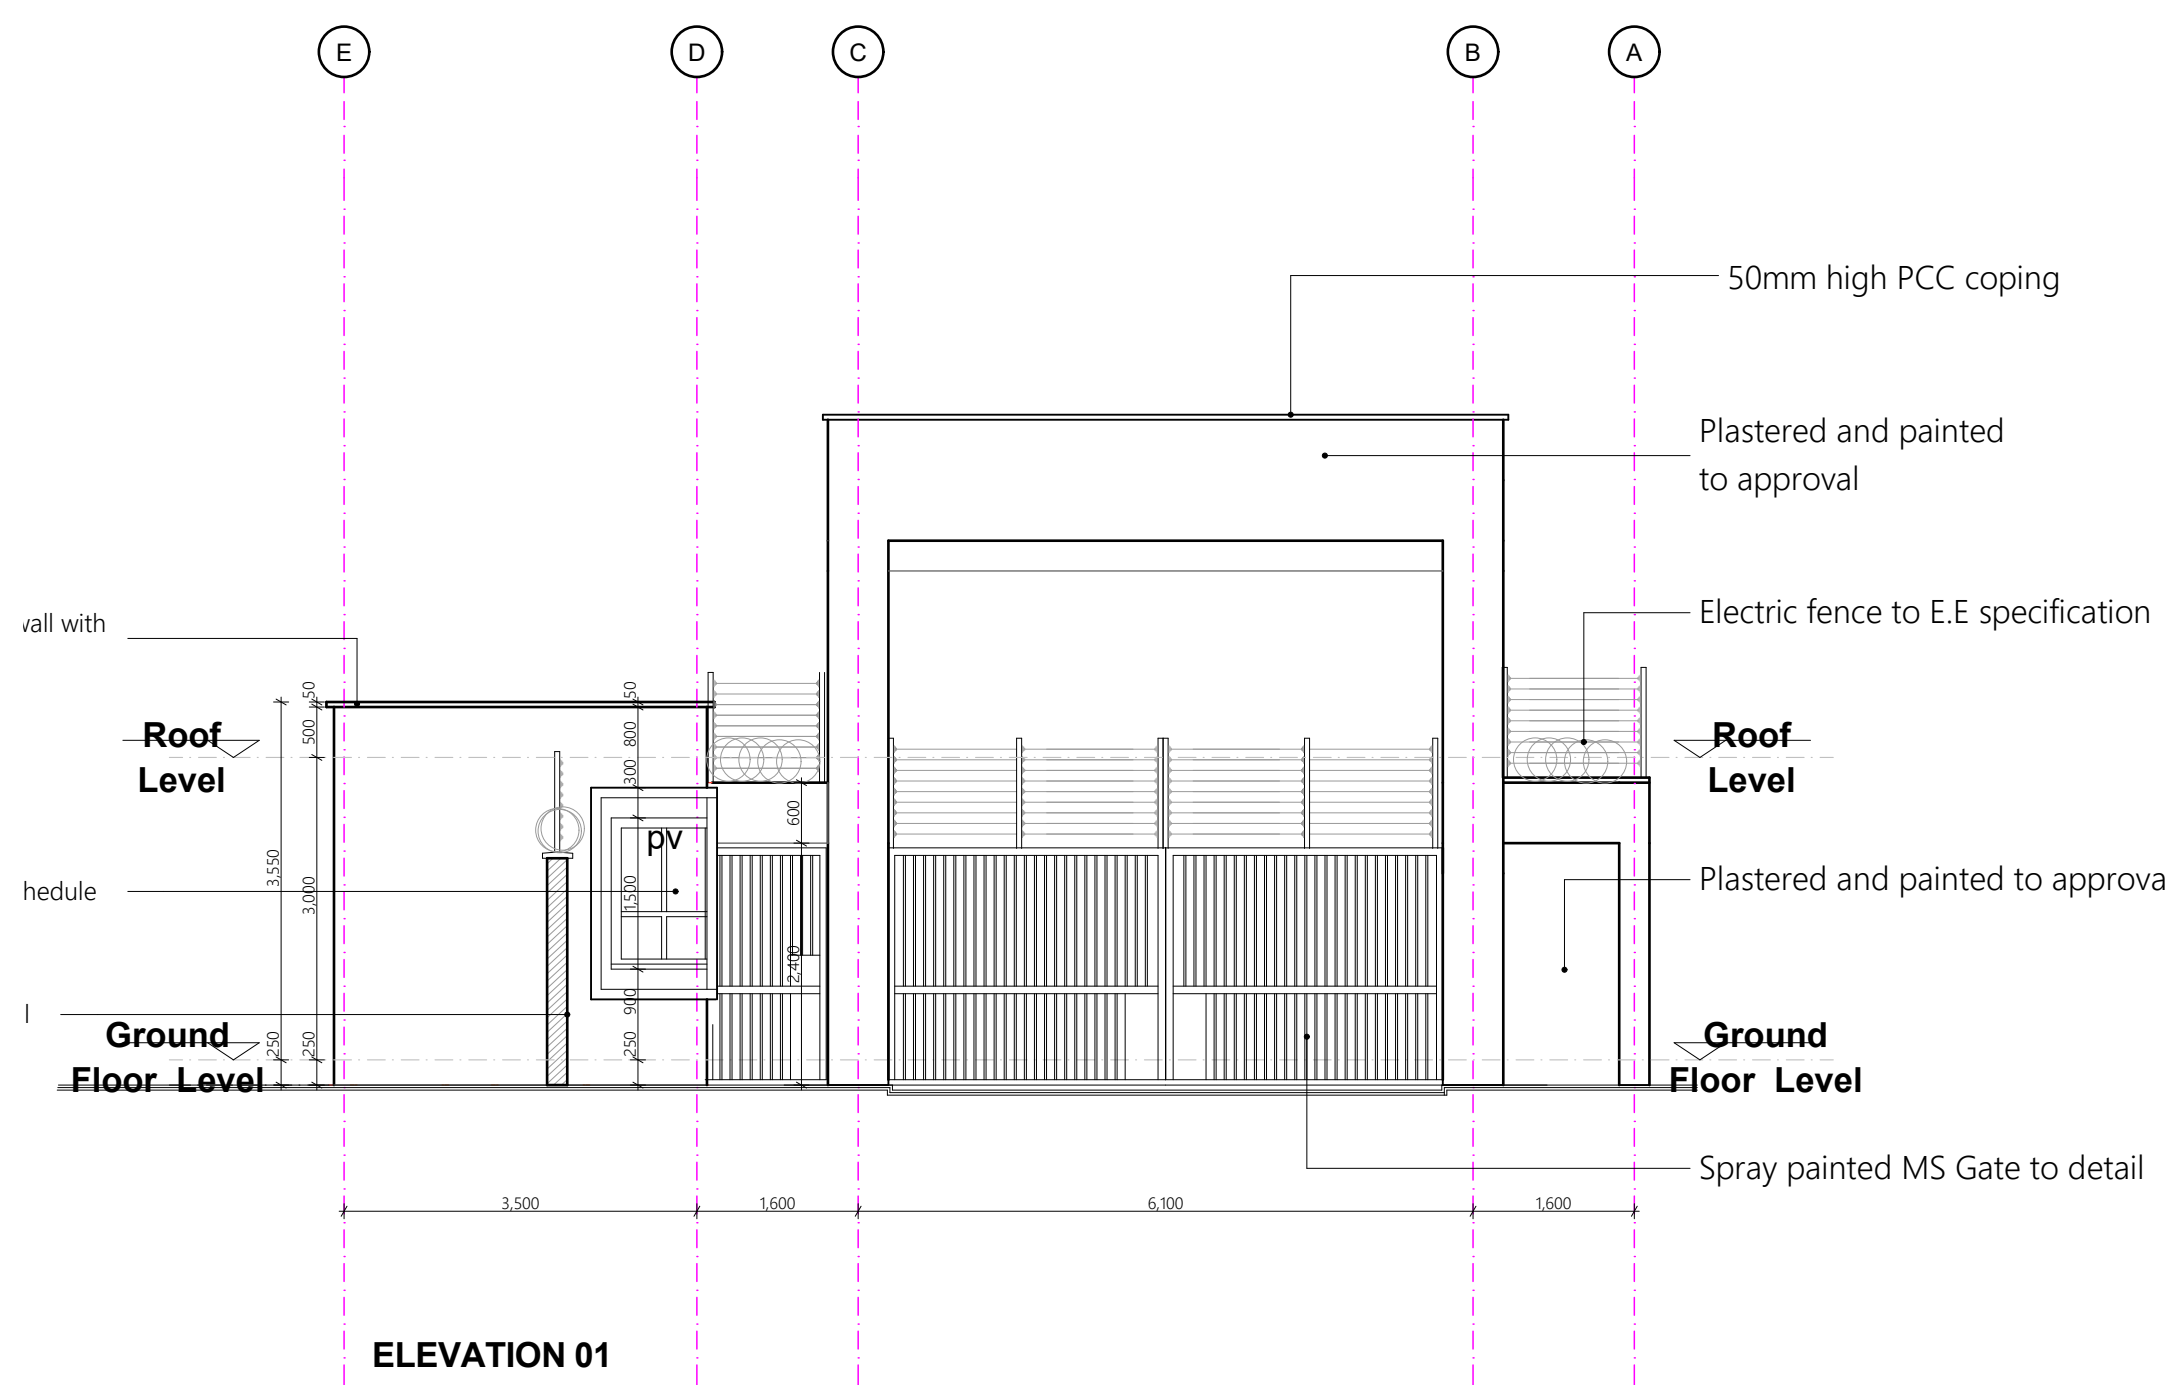 E
D
C
B
A
50mm high PCC coping
Plastered and painted
to approval
Electric fence to E.E specification
wall with
50
50
500
800
Roof
Level
Roof
Level
300
600
pv
3,550
3,000
1,500
hedule
Plastered and painted to approva
2,400
900
l
Ground
Floor Level
250
250
250
Ground
Floor Level
Spray painted MS Gate to detail
3,500
1,600
6,100
1,600
ELEVATION 01